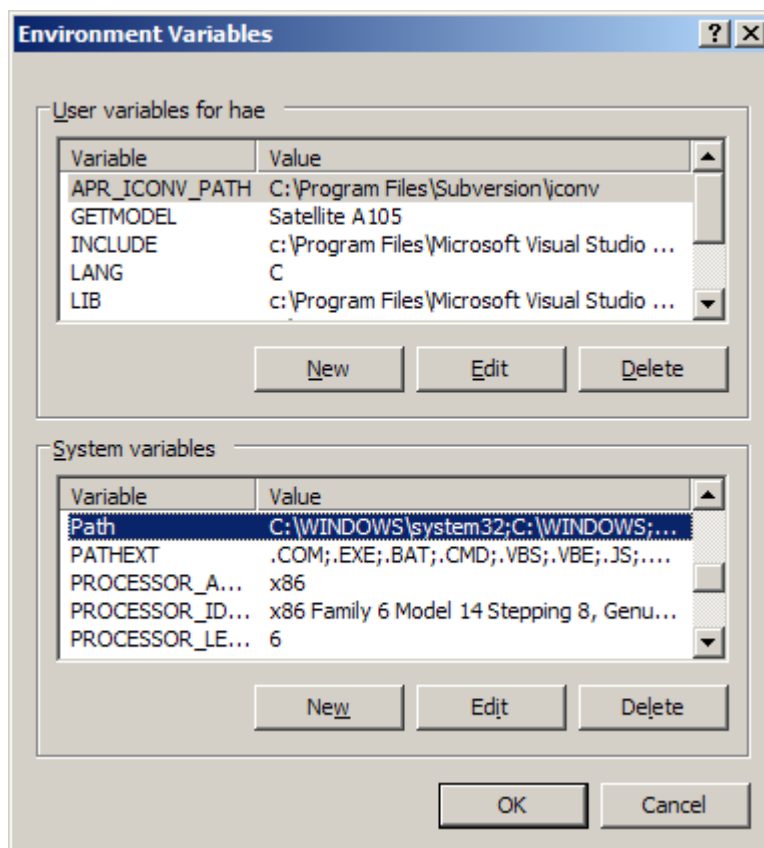 Environment Variables
User variables for hae
Variable Value
APR_ICONV_PATH C:\Program Files\Subversion\iconv
GETMODEL Satellite A105
INCLUDE c:\Program Files\Microsoft Visual Studio ...
LANG C
LIB c:\Program Files\Microsoft Visual Studio ...
New Edit Delete
System variables
Variable Value
Path C:\WINDOWS\system32;C:\WINDOWS;...
PATHEXT .COM;.EXE;.BAT;.CMD;.VBS;.VBE;.JS;....
PROCESSOR_A... x86
PROCESSOR_ID... x86 Family 6 Model 14 Stepping 8, Genu...
PROCESSOR_LE... 6
New Edit Delete
OK Cancel